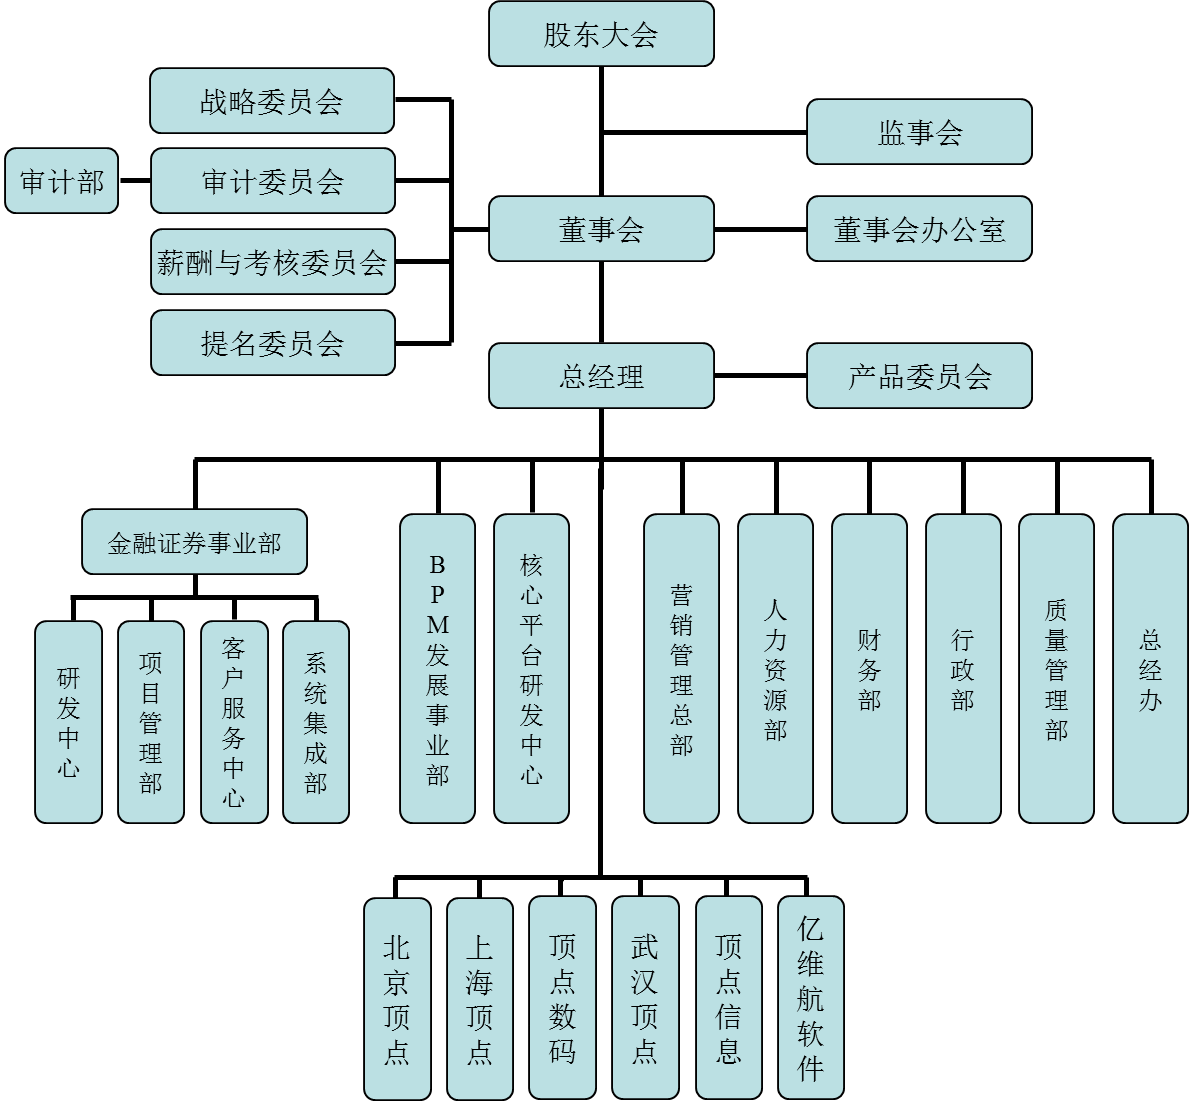 股东大会
战略委员会
监事会
审计部
审计委员会
董事会
董事会办公室
薪酬与考核委员会
提名委员会
总经理
产品委员会
金融证券事业部
BPM发展事业部
核心平台研发中心
营销管理总部
人力资源部
财务部
行政部
质量管理部
总经办
研发中心
项目管理部
客户服务中心
系统集成部
北京顶点
上海顶点
顶点数码
武汉顶点
顶点信息
亿维航软件